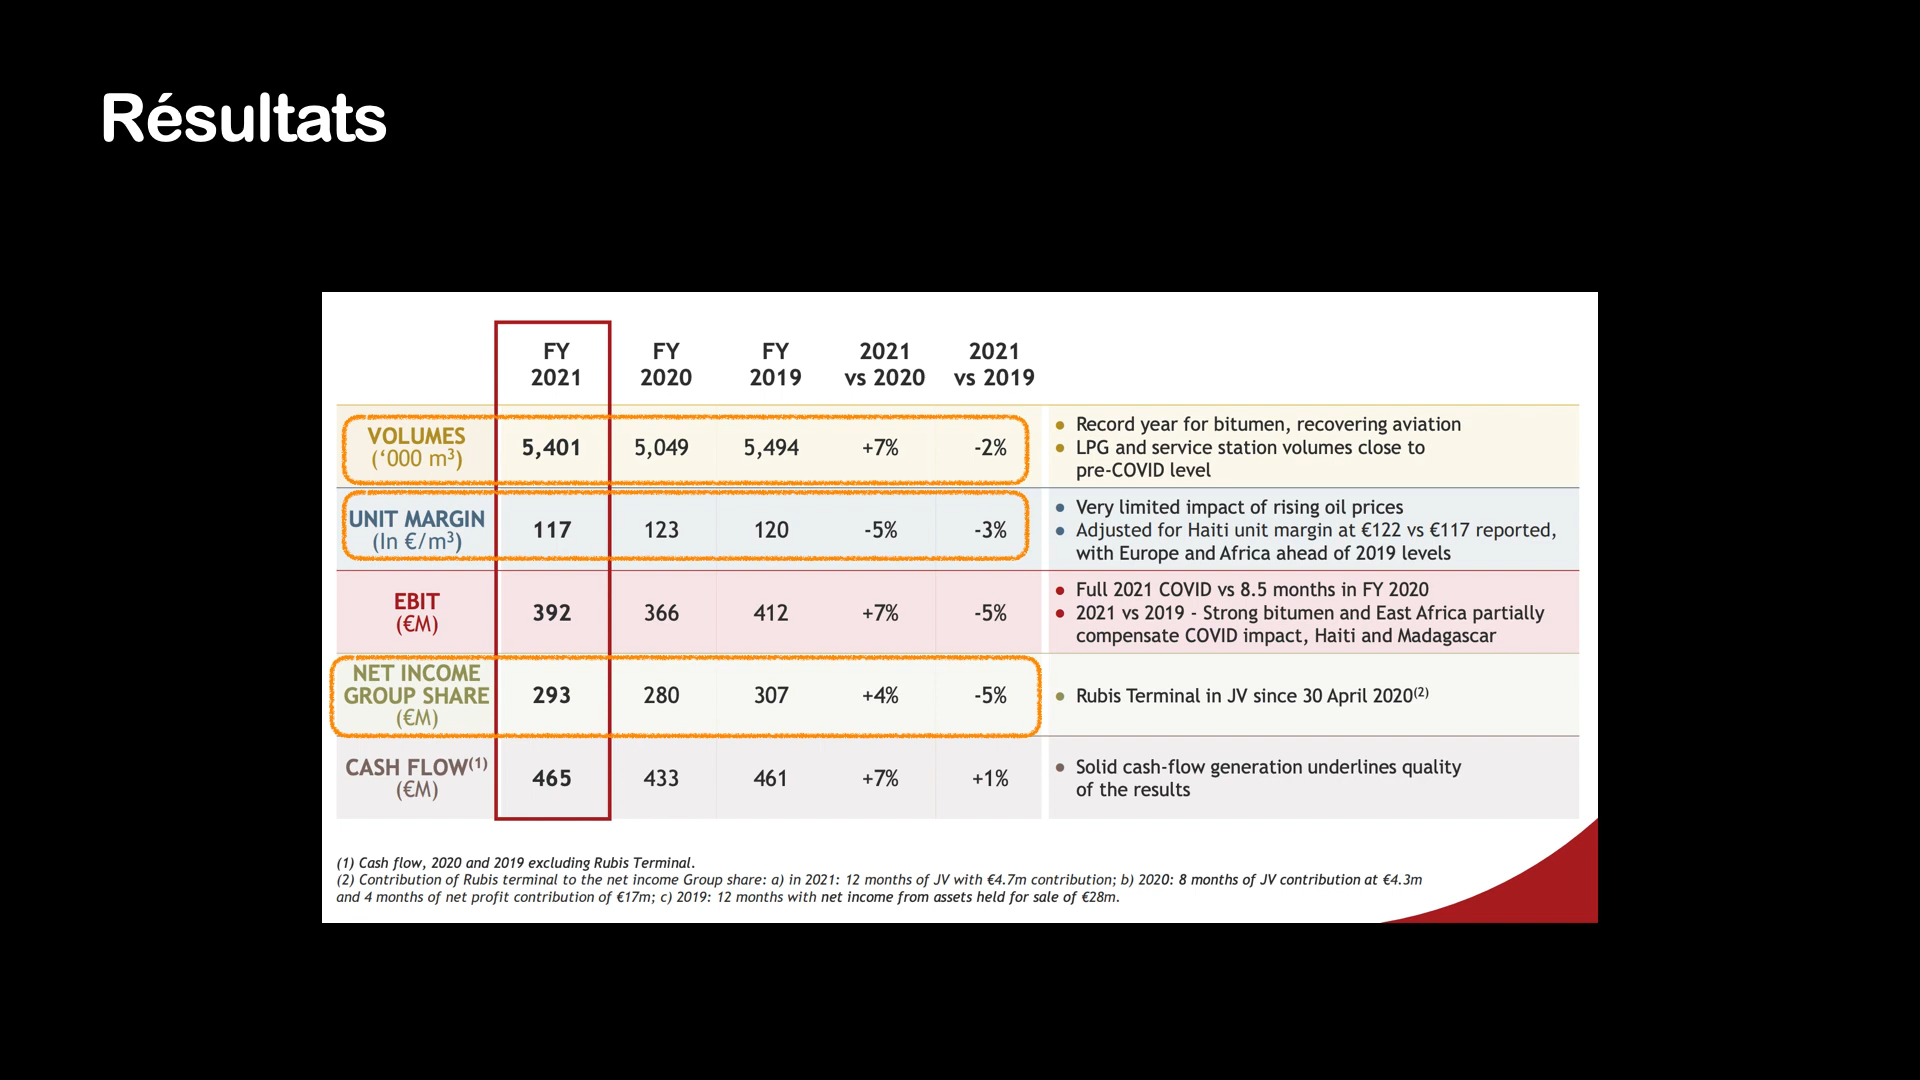 Résultats
FY 2021
FY 2020
FY 2019
2021 vs 2020
2021 vs 2019
VOLUMES
(‘000 m³)
5,401
5,049
5,494
+7%
-2%
● Record year for bitumen, recovering aviation
● LPG and service station volumes close to
pre-COVID level
UNIT MARGIN
(In €/m³)
117
123
120
-5%
-3%
● Very limited impact of rising oil prices
● Adjusted for Haiti unit margin at €122 vs €117 reported,
with Europe and Africa ahead of 2019 levels
EBIT
(€M)
392
366
412
+7%
-5%
● Full 2021 COVID vs 8.5 months in FY 2020
● 2021 vs 2019 - Strong bitumen and East Africa partially
compensate COVID impact, Haiti and Madagascar
NET INCOME
GROUP SHARE
(€M)
293
280
307
+4%
-5%
● Rubis Terminal in JV since 30 April 2020(2)
CASH FLOW(1)
(€M)
465
433
461
+7%
+1%
● Solid cash-flow generation underlines quality
of the results
(1) Cash flow, 2020 and 2019 excluding Rubis Terminal.
(2) Contribution of Rubis terminal to the net income Group share: a) in 2021: 12 months of JV with €4.7m contribution; b) 2020: 8 months of JV contribution at €4.3m
and 4 months of net profit contribution of €17m; c) 2019: 12 months with net income from assets held for sale of €28m.